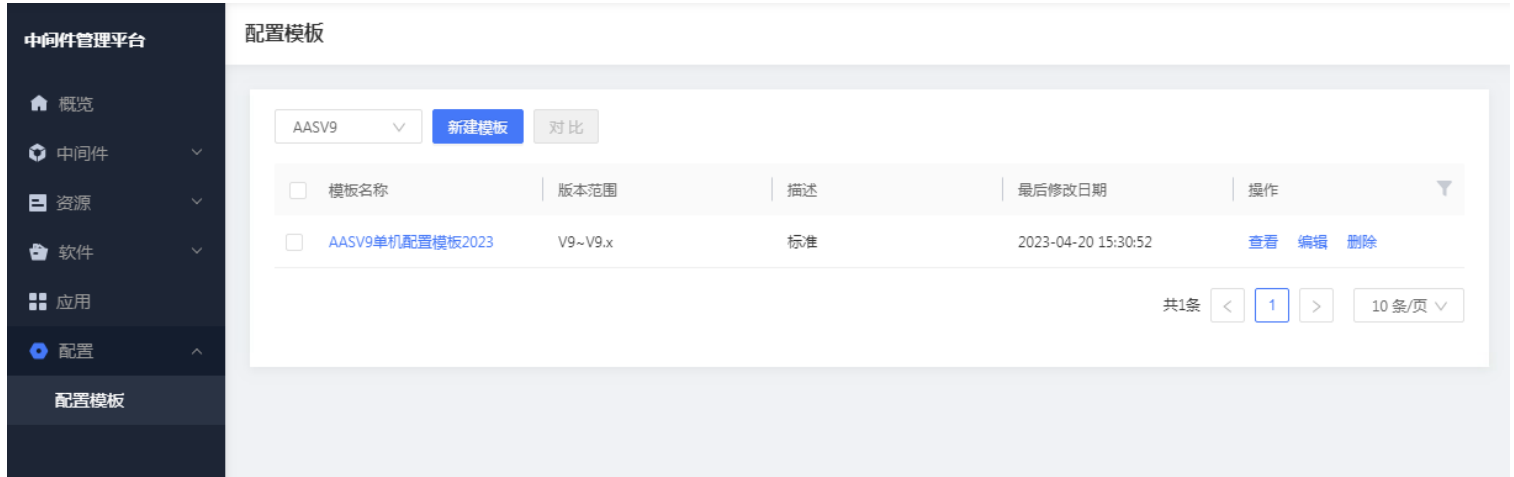 中间件管理平台
配置模板
概览
中间件
资源
软件
应用
配置
配置模板
AASV9 新建模板 对比
模板名称 版本范围 描述 最后修改日期 操作
AASV9单机配置模板2023 V9~V9.x 标准 2023-04-20 15:30:52 查看 编辑 删除
共1条 < 1 > 10 条/页